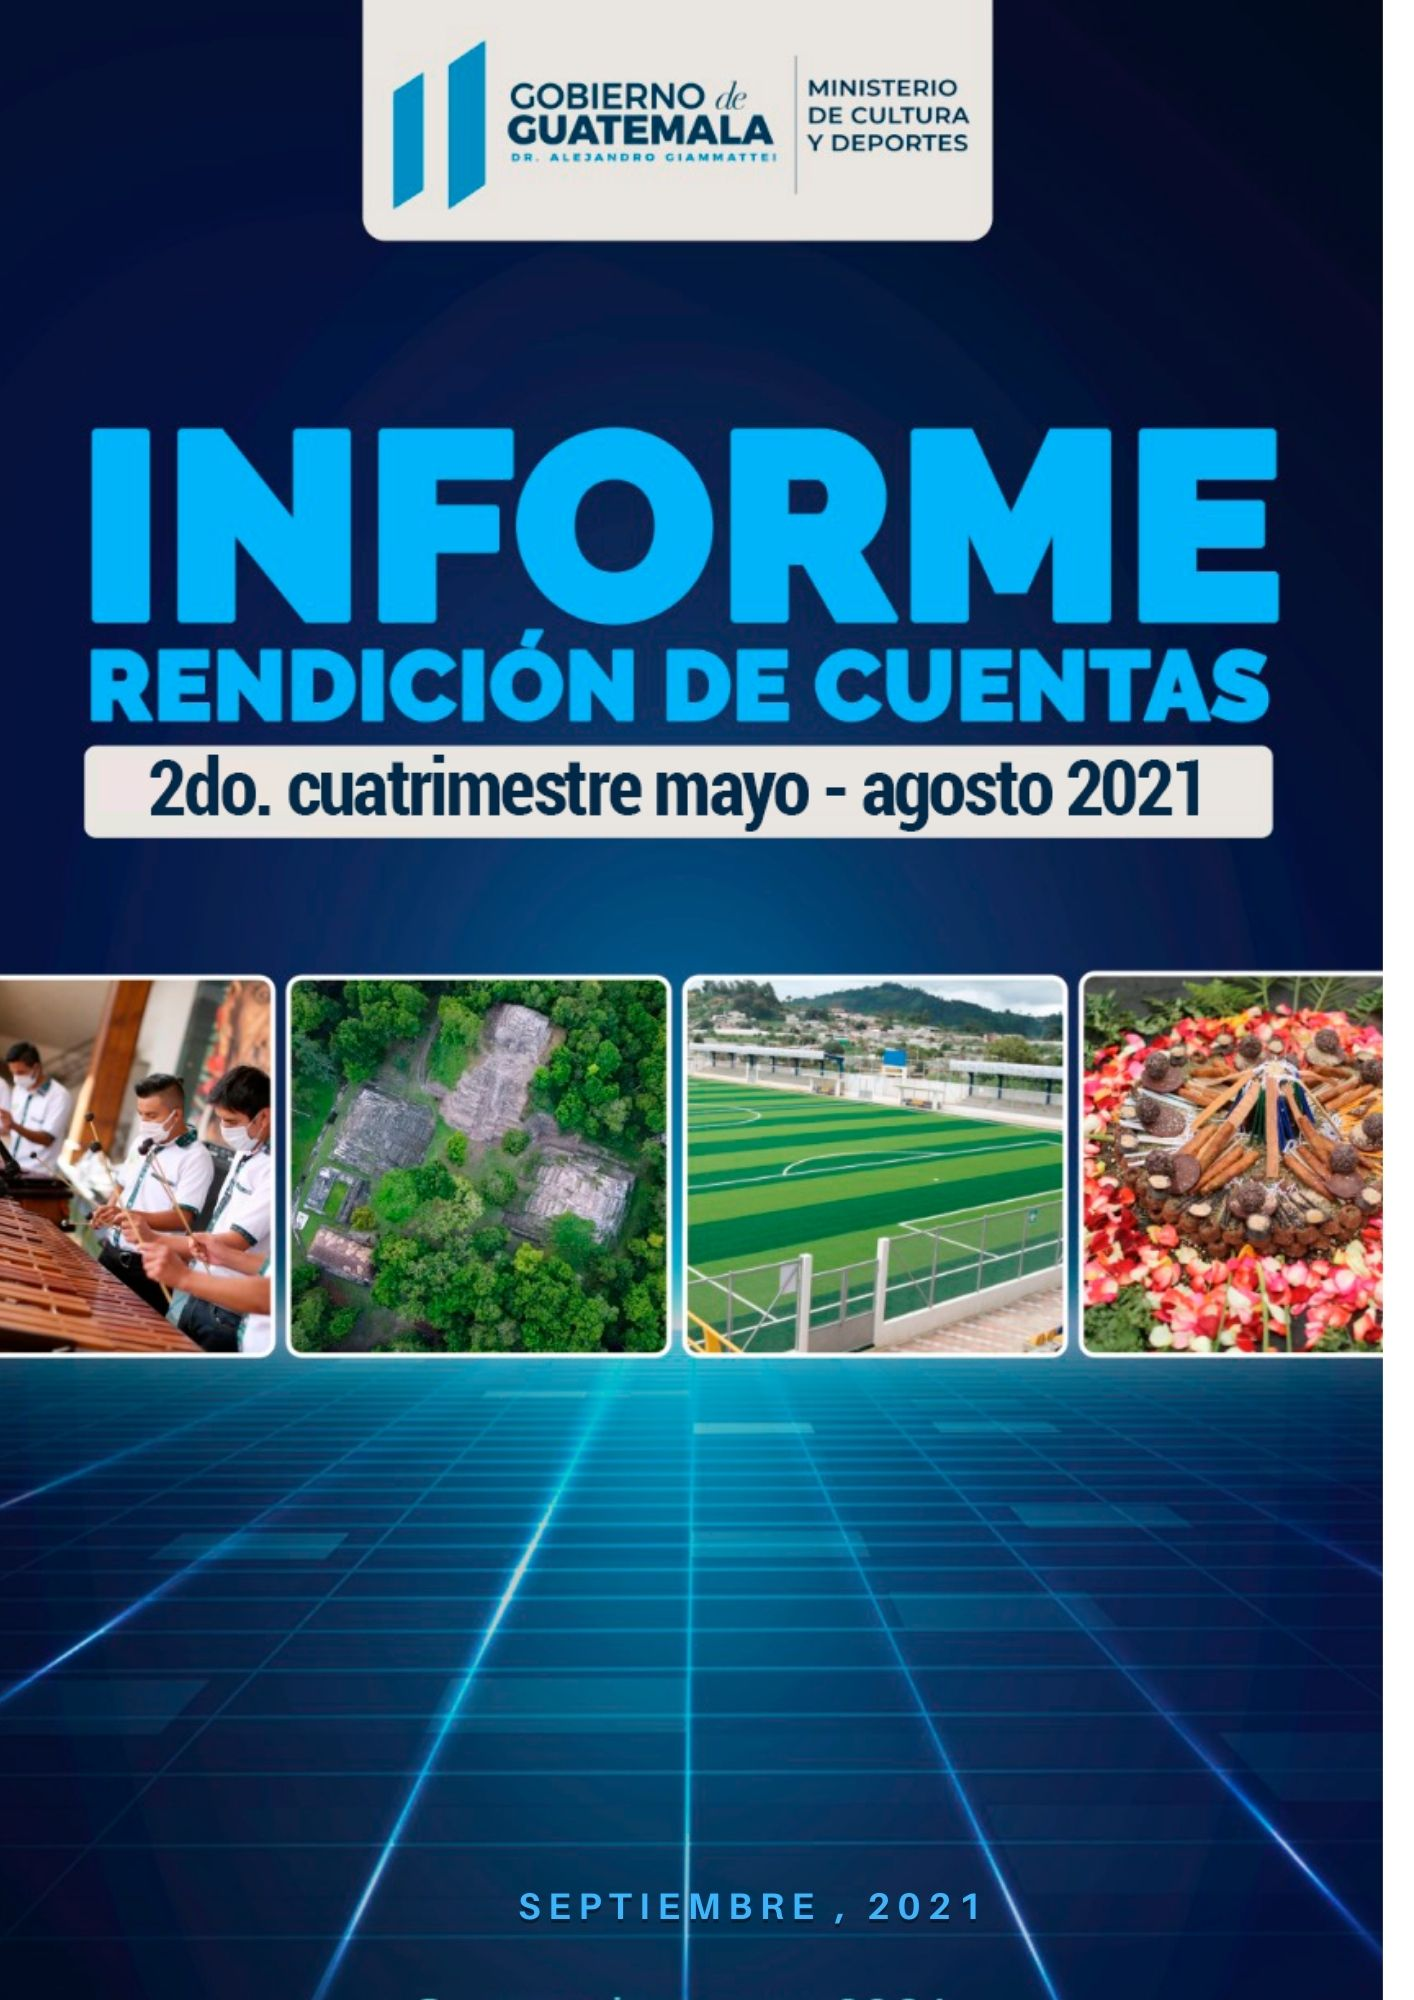 GOBIERNO de
GUATEMALA
DR. ALEJANDRO GIAMMATTEI
MINISTERIO
DE CULTURA
Y DEPORTES
INFORME
RENDICIÓN DE CUENTAS
2do. cuatrimestre mayo - agosto 2021
SEPTIEMBRE , 2021